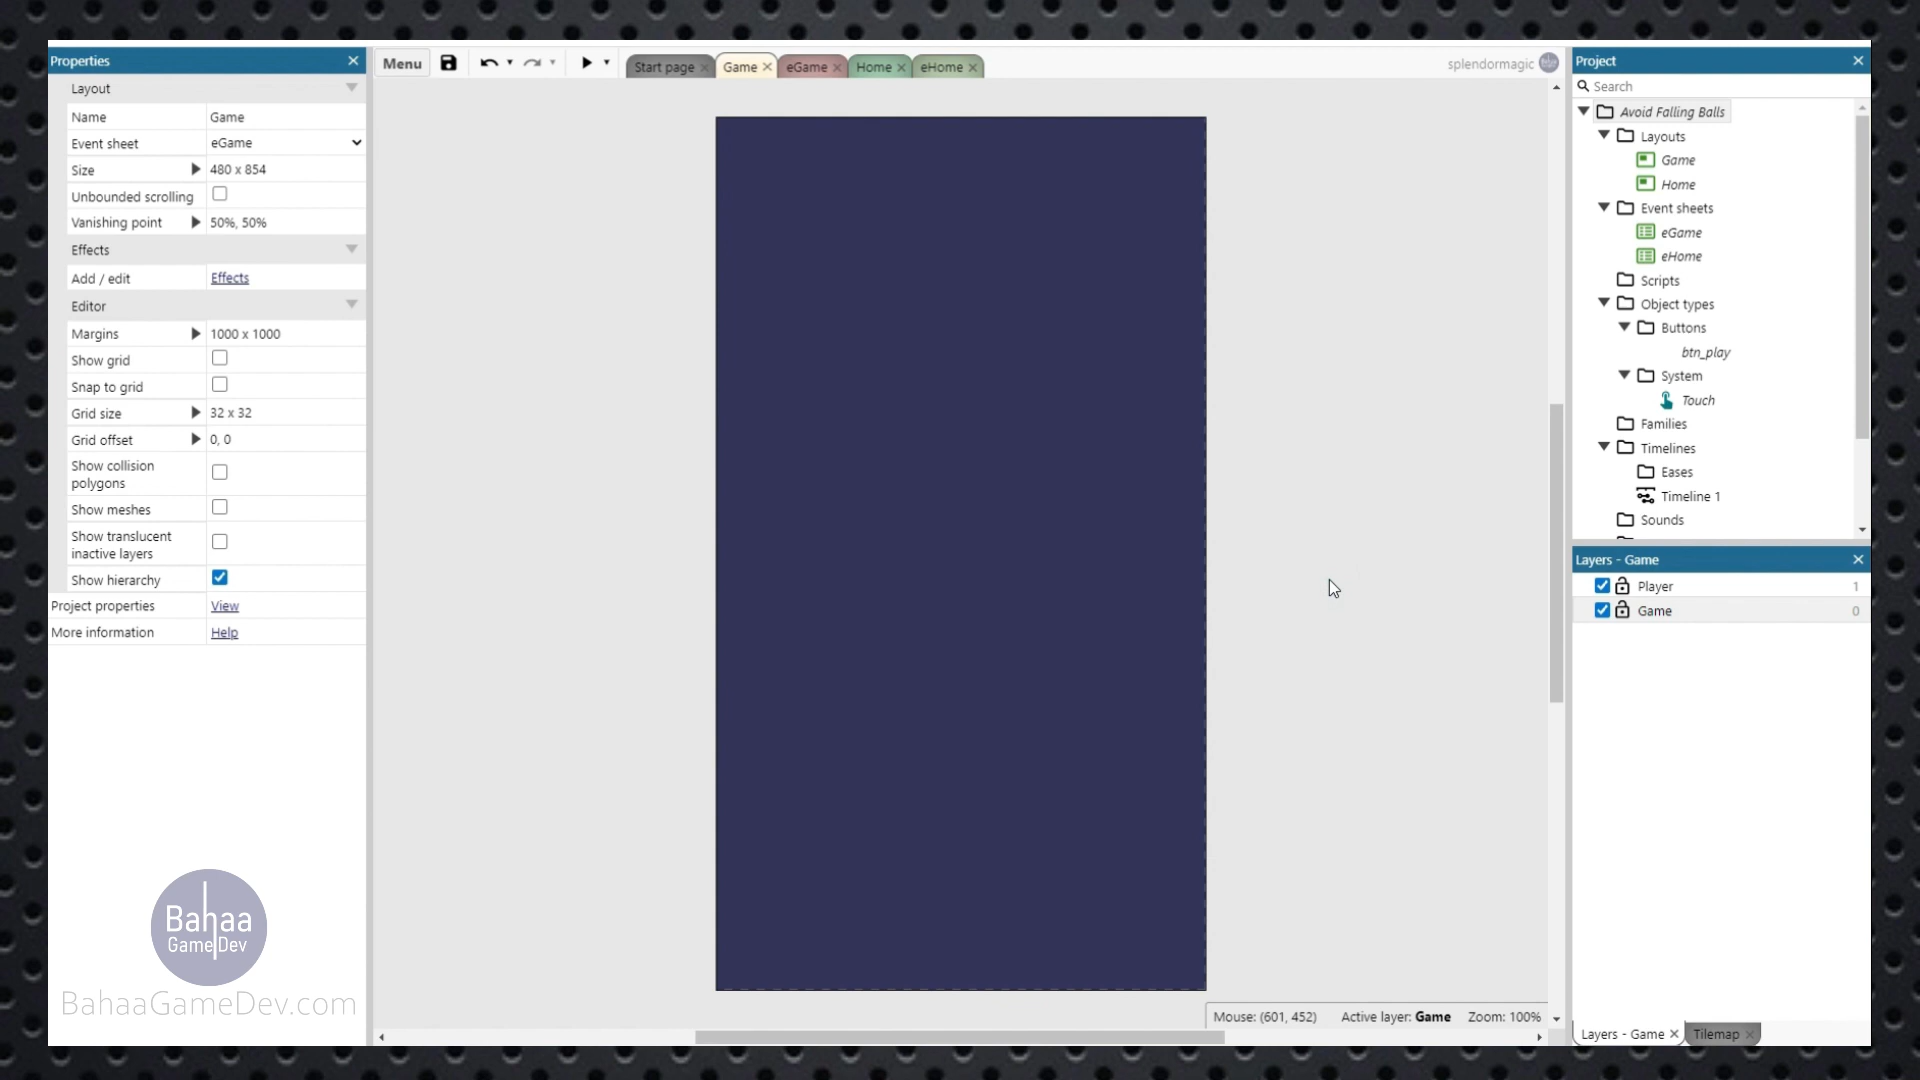 Properties
Layout
Name Game
Event sheet eGame
Size 480 x 854
Unbounded scrolling
Vanishing point 50%, 50%
Effects
Add / edit Effects
Editor
Margins 1000 x 1000
Show grid
Snap to grid
Grid size 32 x 32
Grid offset 0, 0
Show collision
polygons
Show meshes
Show translucent
inactive layers
Show hierarchy
Project properties View
More information Help
Bahaa
GameDev
BahaaGameDev.com
Menu
Start page Game eGame Home eHome
splendormagic
Mouse: (601, 452) Active layer: Game Zoom: 100%
Project
Search
Avoid Falling Balls
Layouts
Game
Home
Event sheets
eGame
eHome
Scripts
Object types
Buttons
btn_play
System
Touch
Families
Timelines
Eases
Timeline 1
Sounds
Layers - Game
Player 1
Game 0
Layers - Game Tilemap